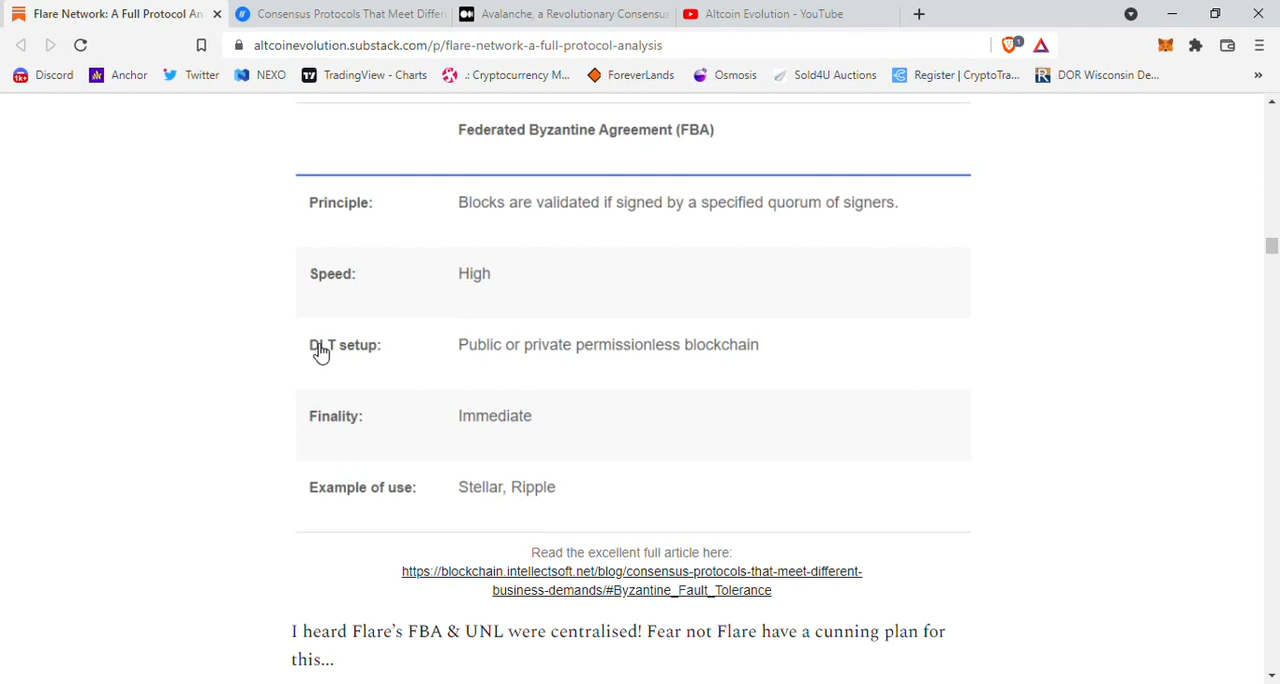 Flare Network: A Full Protocol An
Consensus Protocols That Meet Differ
Avalanche, a Revolutionary Consensus
Altcoin Evolution - YouTube
altcoinevolution.substack.com/p/flare-network-a-full-protocol-analysis
1
Discord
Anchor
Twitter
NEXO
TradingView - Charts
.: Cryptocurrency M...
ForeverLands
Osmosis
Sold4U Auctions
Register | CryptoTra...
DOR Wisconsin De...
»
Federated Byzantine Agreement (FBA)
Principle: Blocks are validated if signed by a specified quorum of signers.
Speed: High
DLT setup: Public or private permissionless blockchain
Finality: Immediate
Example of use: Stellar, Ripple
Read the excellent full article here:
https://blockchain.intellectsoft.net/blog/consensus-protocols-that-meet-different-
business-demands/#Byzantine_Fault_Tolerance
I heard Flare's FBA & UNL were centralised! Fear not Flare have a cunning plan for
this...